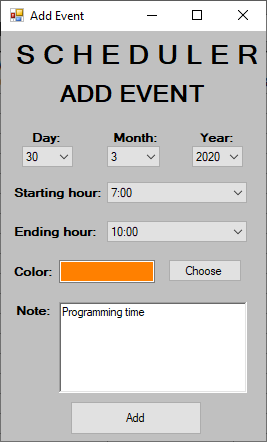 Add Event
SCHEDULER
ADD EVENT
Day: Month: Year:
30 3 2020
Starting hour: 7:00
Ending hour: 10:00
Color: Choose
Note: Programming time
Add